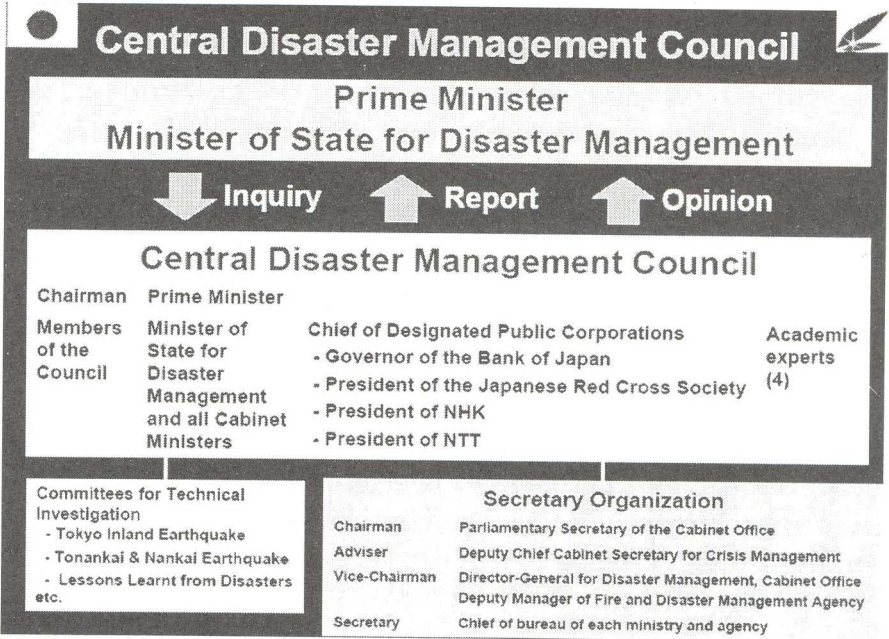 Central Disaster Management Council
Prime Minister
Minister of State for Disaster Management
Inquiry Report Opinion
Central Disaster Management Council
Chairman Prime Minister
Members of the Council
Minister of State for Disaster Management and all Cabinet Ministers
Chief of Designated Public Corporations
- Governor of the Bank of Japan
- President of the Japanese Red Cross Society
- President of NHK
- President of NTT
Academic experts (4)
Committees for Technical
Investigation
- Tokyo Inland Earthquake
- Tonankai & Nankai Earthquake
- Lessons Learnt from Disasters
etc.
Secretary Organization
Chairman Parliamentary Secretary of the Cabinet Office
Adviser Deputy Chief Cabinet Secretary for Crisis Management
Vice-Chairman Director-General for Disaster Management, Cabinet Office
Deputy Manager of Fire and Disaster Management Agency
Secretary Chief of bureau of each ministry and agency